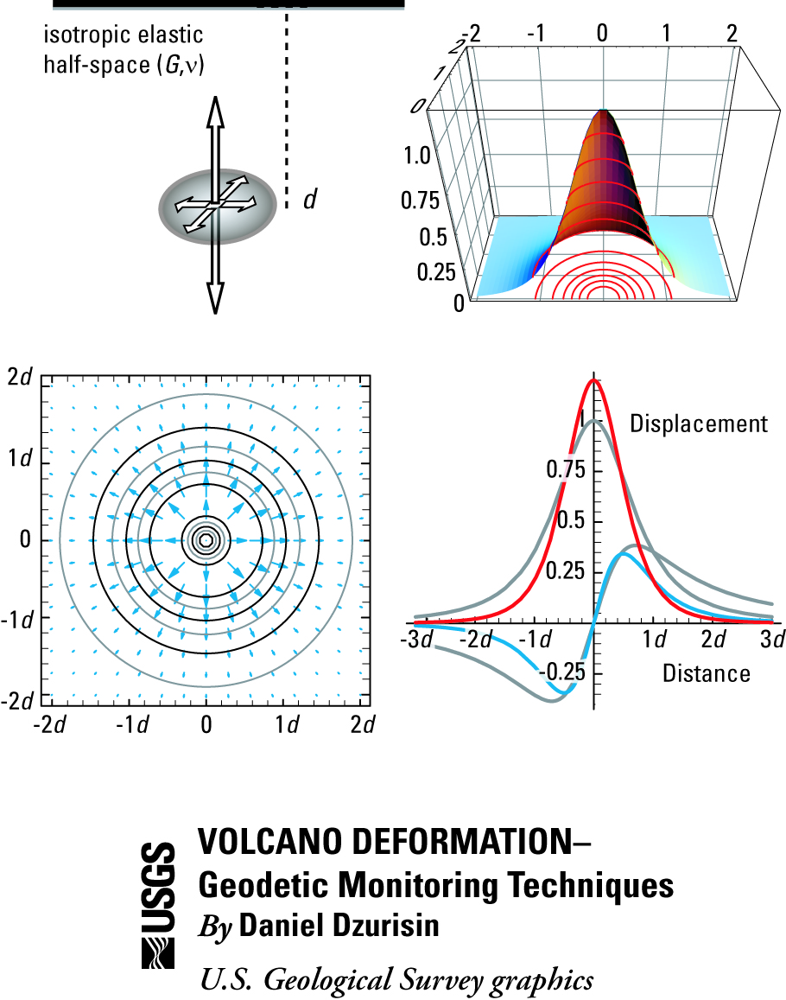 isotropic elastic
half-space (G,ν)
d
-2 -1 0 1 2
2
1
0
1.0
0.75
0.5
0.25
0
2d
1d
0
-1d
-2d
-2d -1d 0 1d 2d
Displacement
1
0.75
0.5
0.25
-3d -2d -1d 1d 2d 3d
-0.25
Distance
USGS
VOLCANO DEFORMATION–
Geodetic Monitoring Techniques
By Daniel Dzurisin
U.S. Geological Survey graphics